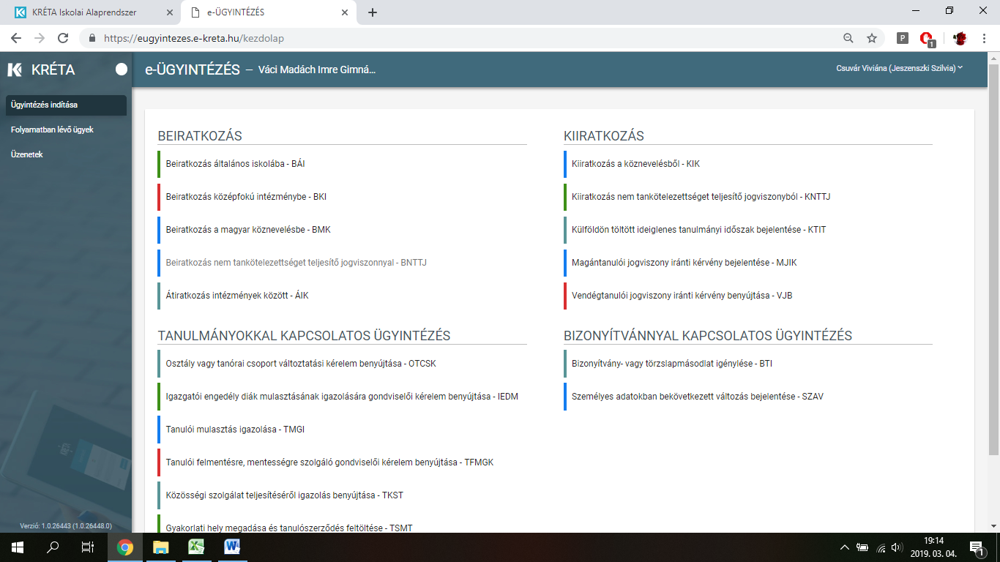 KRÉTA Iskolai Alaprendszer
e-ÜGYINTÉZÉS
https://eugyintezes.e-kreta.hu/kezdolap
P
1
KRÉTA
e-ÜGYINTÉZÉS — Váci Madách Imre Gimná...
Csuvár Viviána (Jeszenszki Szilvia)
Ügyintézés indítása
Folyamatban lévő ügyek
Üzenetek
BEIRATKOZÁS
Beiratkozás általános iskolába - BÁI
Beiratkozás középfokú intézménybe - BKI
Beiratkozás a magyar köznevelésbe - BMK
Beiratkozás nem tankötelezettséget teljesítő jogviszonnyal - BNTTJ
Átiratkozás intézmények között - ÁIK
KIIRATKOZÁS
Kiiratkozás a köznevelésből - KIK
Kiiratkozás nem tankötelezettséget teljesítő jogviszonyból - KNTTJ
Külföldön töltött ideiglenes tanulmányi időszak bejelentése - KTIT
Magántanulói jogviszony iránti kérvény bejelentése - MJIK
Vendégtanulói jogviszony iránti kérvény benyújtása - VJB
TANULMÁNYOKKAL KAPCSOLATOS ÜGYINTÉZÉS
Osztály vagy tanórai csoport változtatási kérelem benyújtása - OTCSK
Igazgatói engedély diák mulasztásának igazolására gondviselői kérelem benyújtása - IEDM
Tanulói mulasztás igazolása - TMGI
Tanulói felmentésre, mentességre szolgáló gondviselői kérelem benyújtása - TFMGK
Közösségi szolgálat teljesítéséről igazolás benyújtása - TKST
Gyakorlati hely megadása és tanulószerződés feltöltése - TSMT
BIZONYÍTVÁNNYAL KAPCSOLATOS ÜGYINTÉZÉS
Bizonyítvány- vagy törzslapmásodlat igénylése - BTI
Személyes adatokban bekövetkezett változás bejelentése - SZAV
Verzió: 1.0.26443 (1.0.26448.0)
19:14
2019. 03. 04.
1